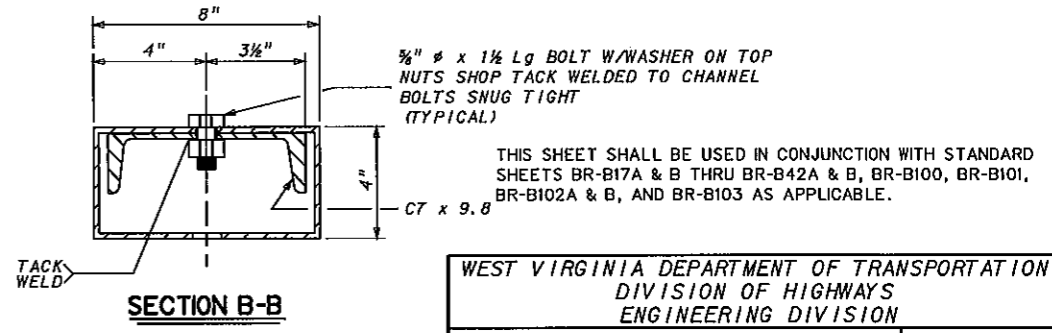 8"
4"
3½"
⅝" ø x 1½ Lg BOLT W/WASHER ON TOP
NUTS SHOP TACK WELDED TO CHANNEL
BOLTS SNUG TIGHT
(TYPICAL)
THIS SHEET SHALL BE USED IN CONJUNCTION WITH STANDARD
SHEETS BR-B17A & B THRU BR-B42A & B, BR-B100, BR-B101,
BR-B102A & B, AND BR-B103 AS APPLICABLE.
4"
C7 x 9.8
TACK
WELD
SECTION B-B
WEST VIRGINIA DEPARTMENT OF TRANSPORTATION
DIVISION OF HIGHWAYS
ENGINEERING DIVISION